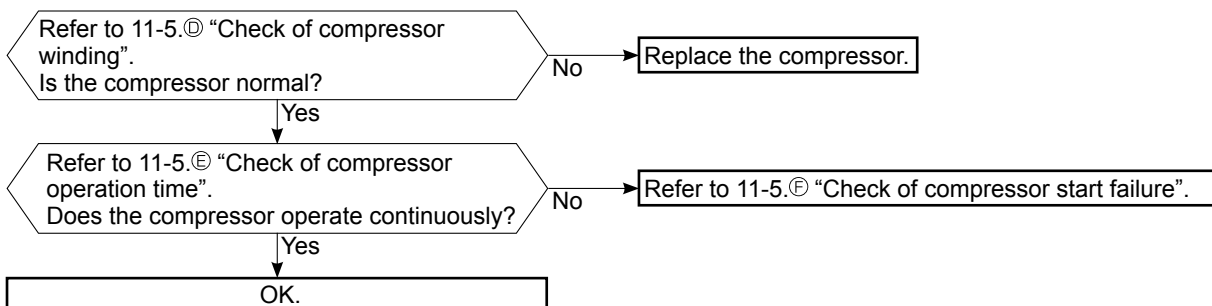 Refer to 11-5.Ⓓ “Check of compressor
winding”.
Is the compressor normal?
No
Replace the compressor.
Yes
Refer to 11-5.Ⓔ “Check of compressor
operation time”.
Does the compressor operate continuously?
No
Refer to 11-5.Ⓕ “Check of compressor start failure”.
Yes
OK.